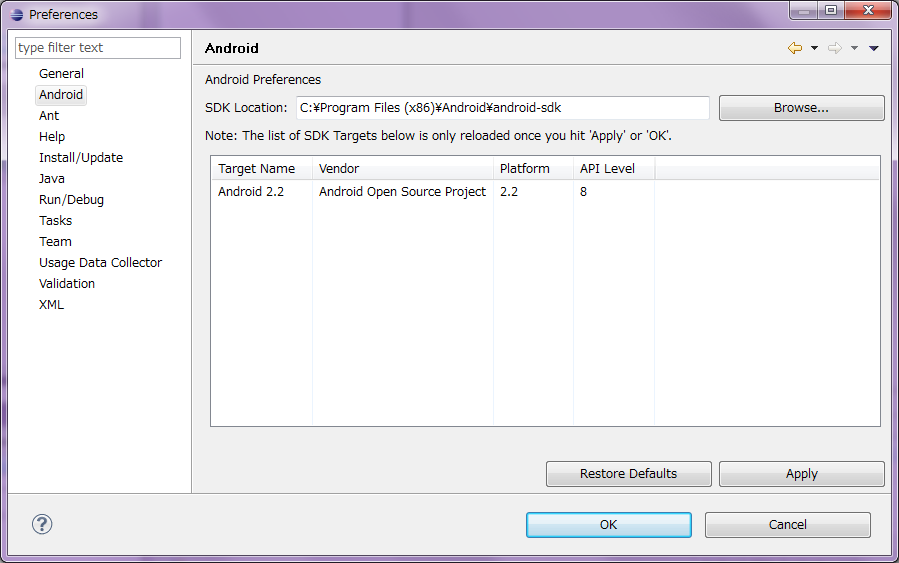 Preferences
type filter text
General
Android
Ant
Help
Install/Update
Java
Run/Debug
Tasks
Team
Usage Data Collector
Validation
XML
Android
Android Preferences
SDK Location: C:¥Program Files (x86)¥Android¥android-sdk Browse...
Note: The list of SDK Targets below is only reloaded once you hit 'Apply' or 'OK'.
Target Name Vendor Platform API Level
Android 2.2 Android Open Source Project 2.2 8
Restore Defaults Apply
OK Cancel